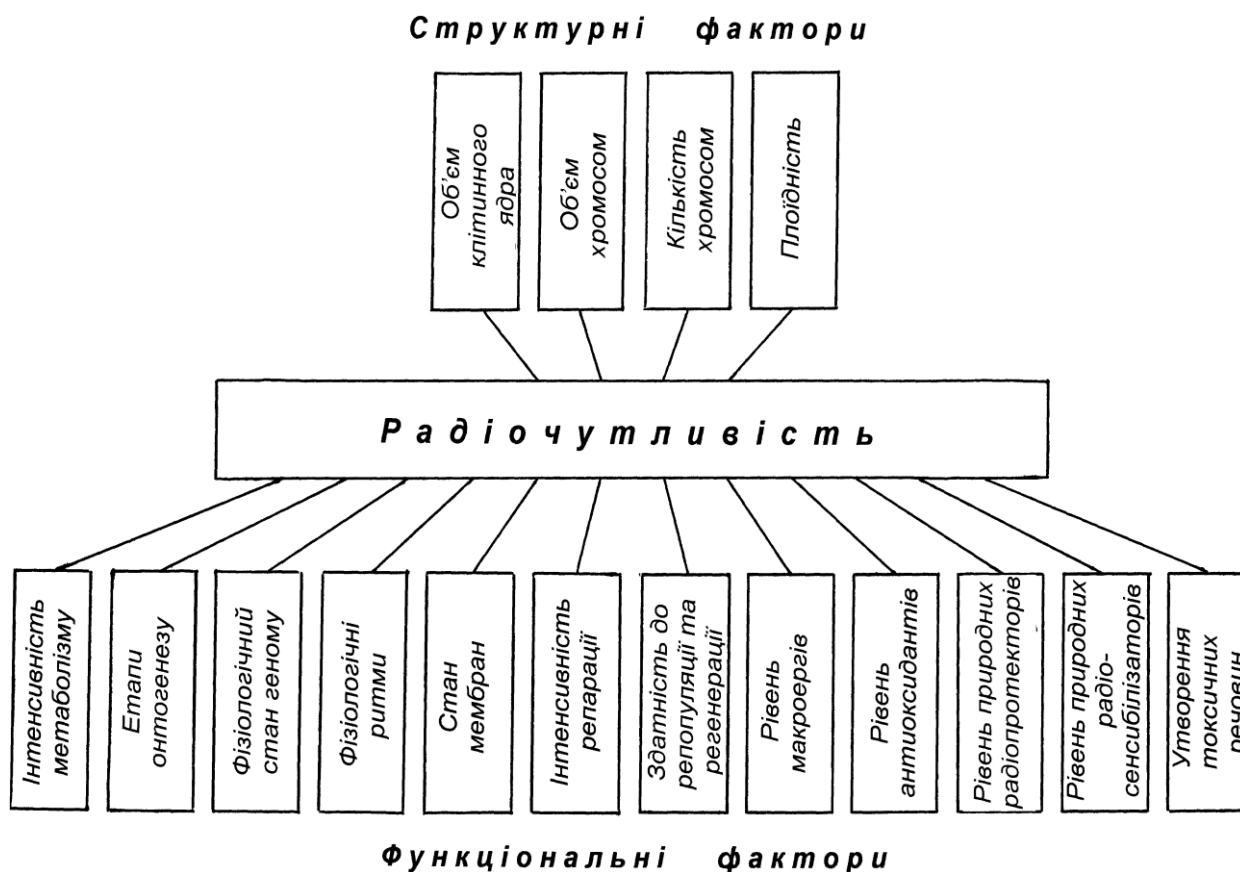 Структурні фактори
Об'єм
клітинного
ядра
Об'єм
хромосом
Кількість
хромосом
Плоїдність
Радіочутливість
Інтенсивність
метаболізму
Етапи
онтогенезу
Фізіологічний
стан геному
Фізіологічні
ритми
Стан
мембран
Інтенсивність
репарації
Здатність до
репопуляції та
регенерації
Рівень
макроергів
Рівень
антиоксидантів
Рівень природних
радіопротекторів
Рівень природних
радіо-
сенсибілізаторів
Утворення
токсичних
речовин
Функціональні фактори